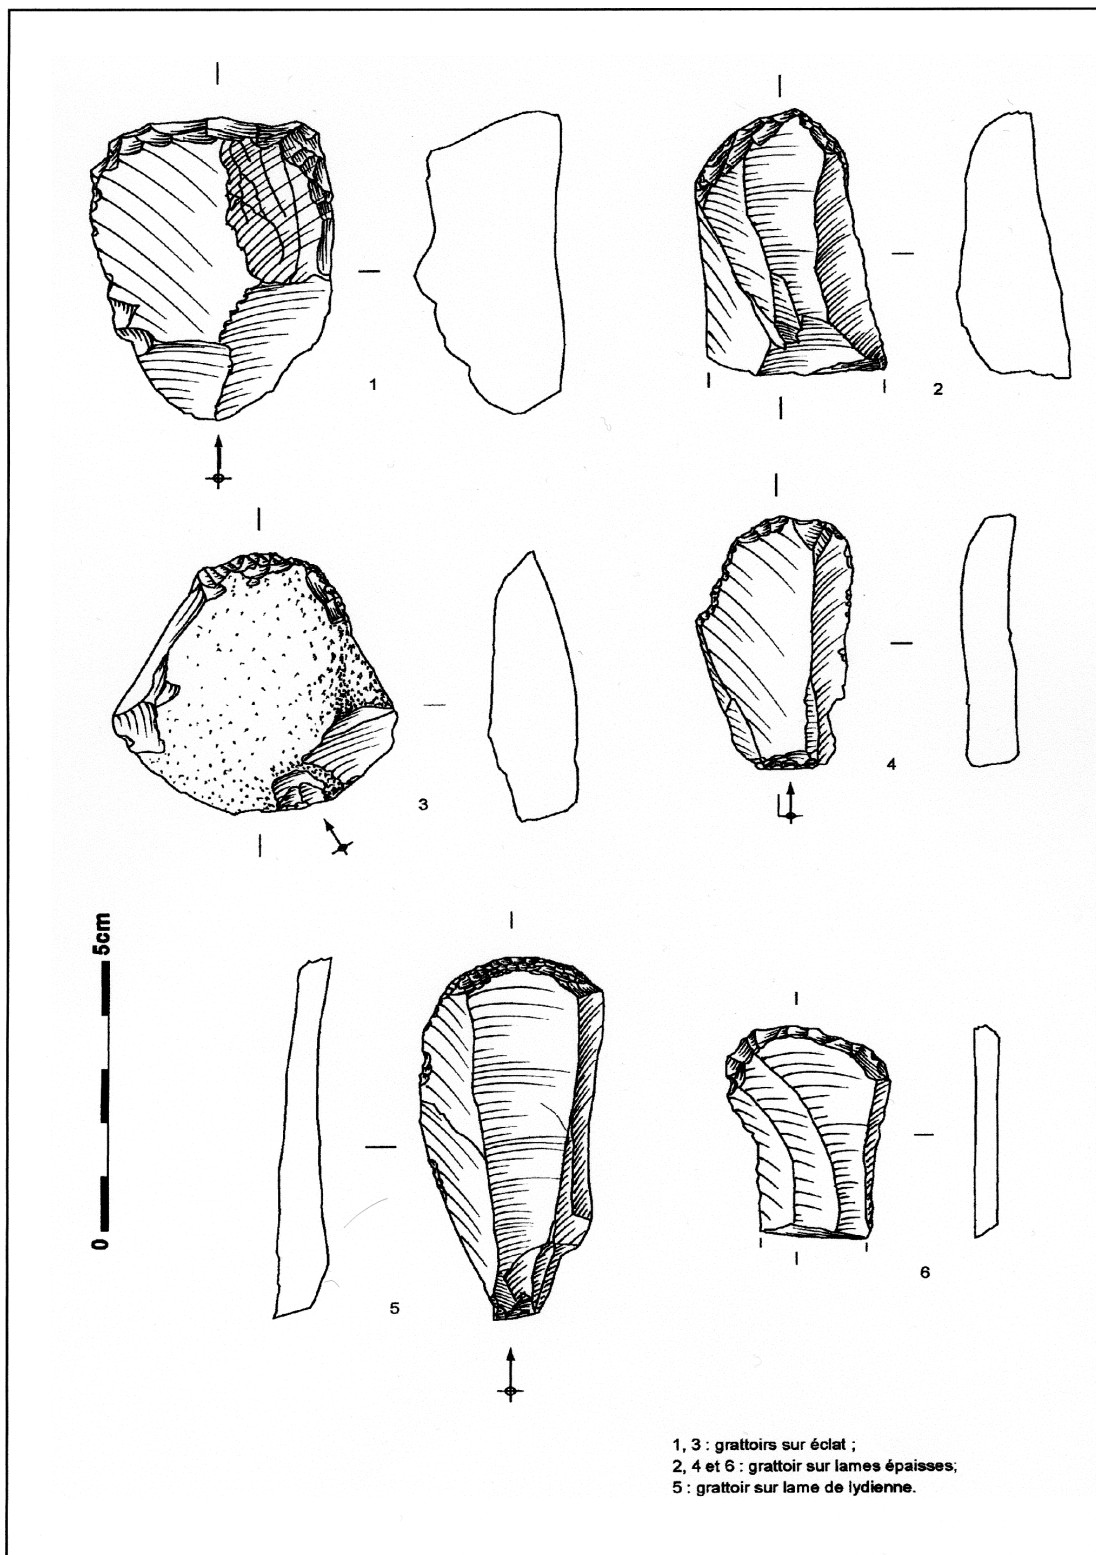 1
2
3
4
5cm
0
5
6
1, 3 : grattoirs sur éclat ;
2, 4 et 6 : grattoir sur lames épaisses;
5 : grattoir sur lame de lydienne.